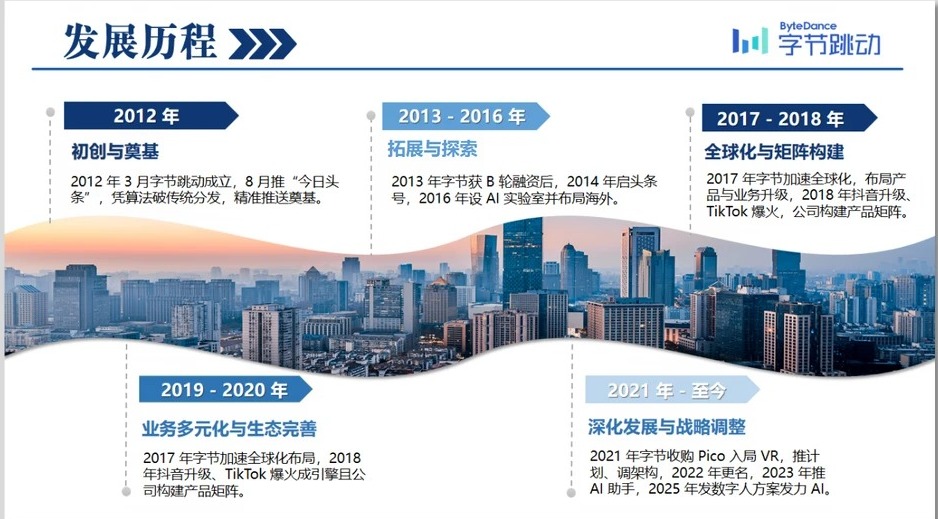 发展历程
ByteDance
字节跳动
2012 年
初创与奠基
2012 年 3 月字节跳动成立，8 月推“今日头
条”，凭算法破传统分发，精准推送奠基。
2013 - 2016 年
拓展与探索
2013 年字节获 B 轮融资后，2014 年启头条
号，2016 年设 AI 实验室并布局海外。
2017 - 2018 年
全球化与矩阵构建
2017 年字节加速全球化，布局产
品与业务升级，2018 年抖音升级、
TikTok 爆火，公司构建产品矩阵。
2019 - 2020 年
业务多元化与生态完善
2017 年字节加速全球化布局，2018
年抖音升级、TikTok 爆火成引擎且公
司构建产品矩阵。
2021 年 - 至今
深化发展与战略调整
2021 年字节收购 Pico 入局 VR，推计
划、调架构，2022 年更名，2023 年推
AI 助手，2025 年发数字人方案发力 AI。